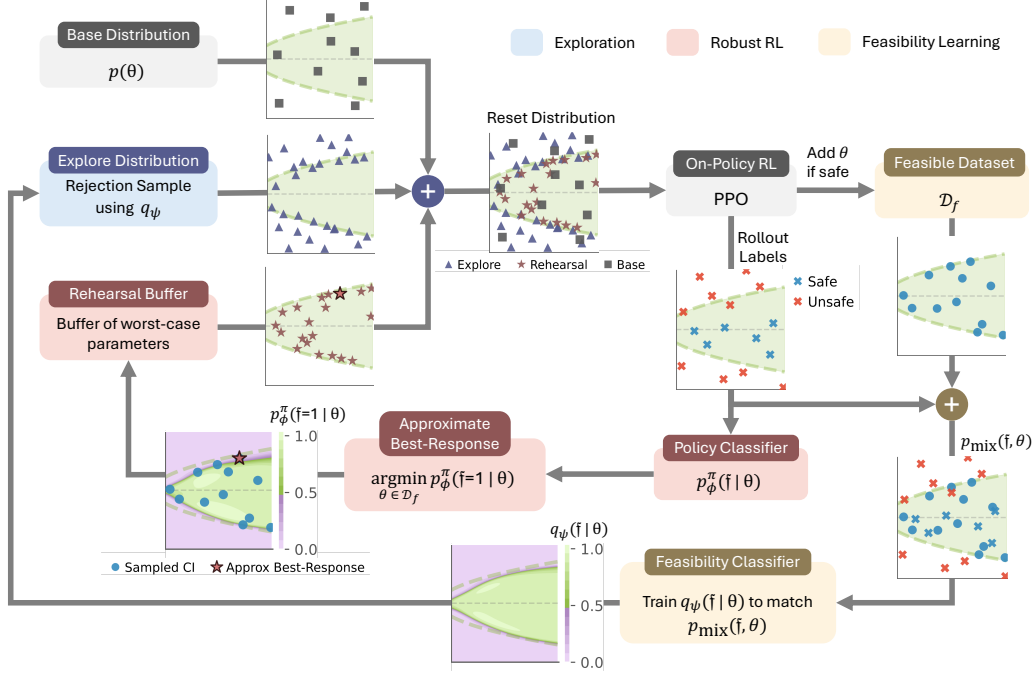 Base Distribution
p(θ)
Exploration
Robust RL
Feasibility Learning
Explore Distribution
Rejection Sample
using q_ψ
Reset Distribution
Explore
Rehearsal
Base
On-Policy RL
PPO
Add θ
if safe
Feasible Dataset
𝒟_f
Rollout
Labels
Safe
Unsafe
Rehearsal Buffer
Buffer of worst-case
parameters
p_ϕ^π(𝔣=1 | θ)
1.0
0.5
0.0
Sampled CI
Approx Best-Response
Approximate
Best-Response
argmin p_ϕ^π(𝔣=1 | θ)
θ ∈ 𝒟_f
Policy Classifier
p_ϕ^π(𝔣 | θ)
p_mix(𝔣, θ)
q_ψ(𝔣 | θ)
1.0
0.5
0.0
Feasibility Classifier
Train q_ψ(𝔣 | θ) to match
p_mix(𝔣, θ)